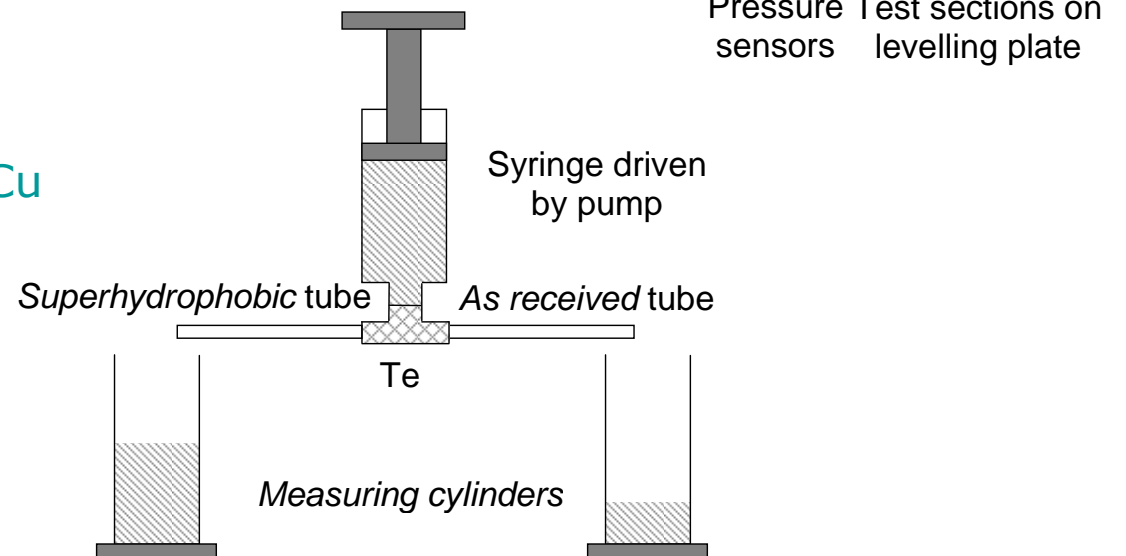 Pressure Test sections on
sensors levelling plate
Cu
Syringe driven
by pump
Superhydrophobic tube
As received tube
Te
Measuring cylinders